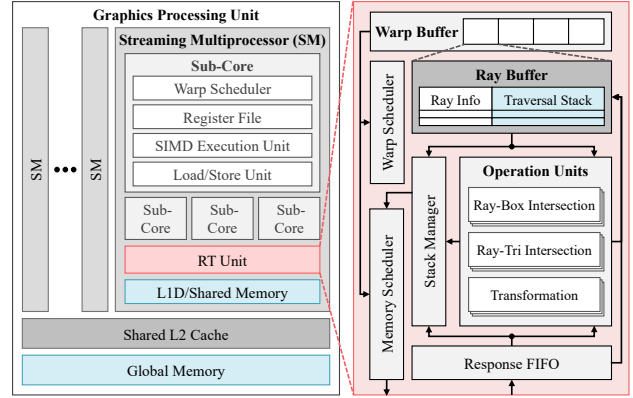 Graphics Processing Unit
Streaming Multiprocessor (SM)
Sub-Core
Warp Scheduler
Register File
SIMD Execution Unit
Load/Store Unit
SM
•••
SM
Sub-
Core
Sub-
Core
Sub-
Core
RT Unit
L1D/Shared Memory
Shared L2 Cache
Global Memory
Warp Buffer
Warp Scheduler
Ray Buffer
Ray Info
Traversal Stack
Memory Scheduler
Stack Manager
Operation Units
Ray-Box Intersection
Ray-Tri Intersection
Transformation
Response FIFO